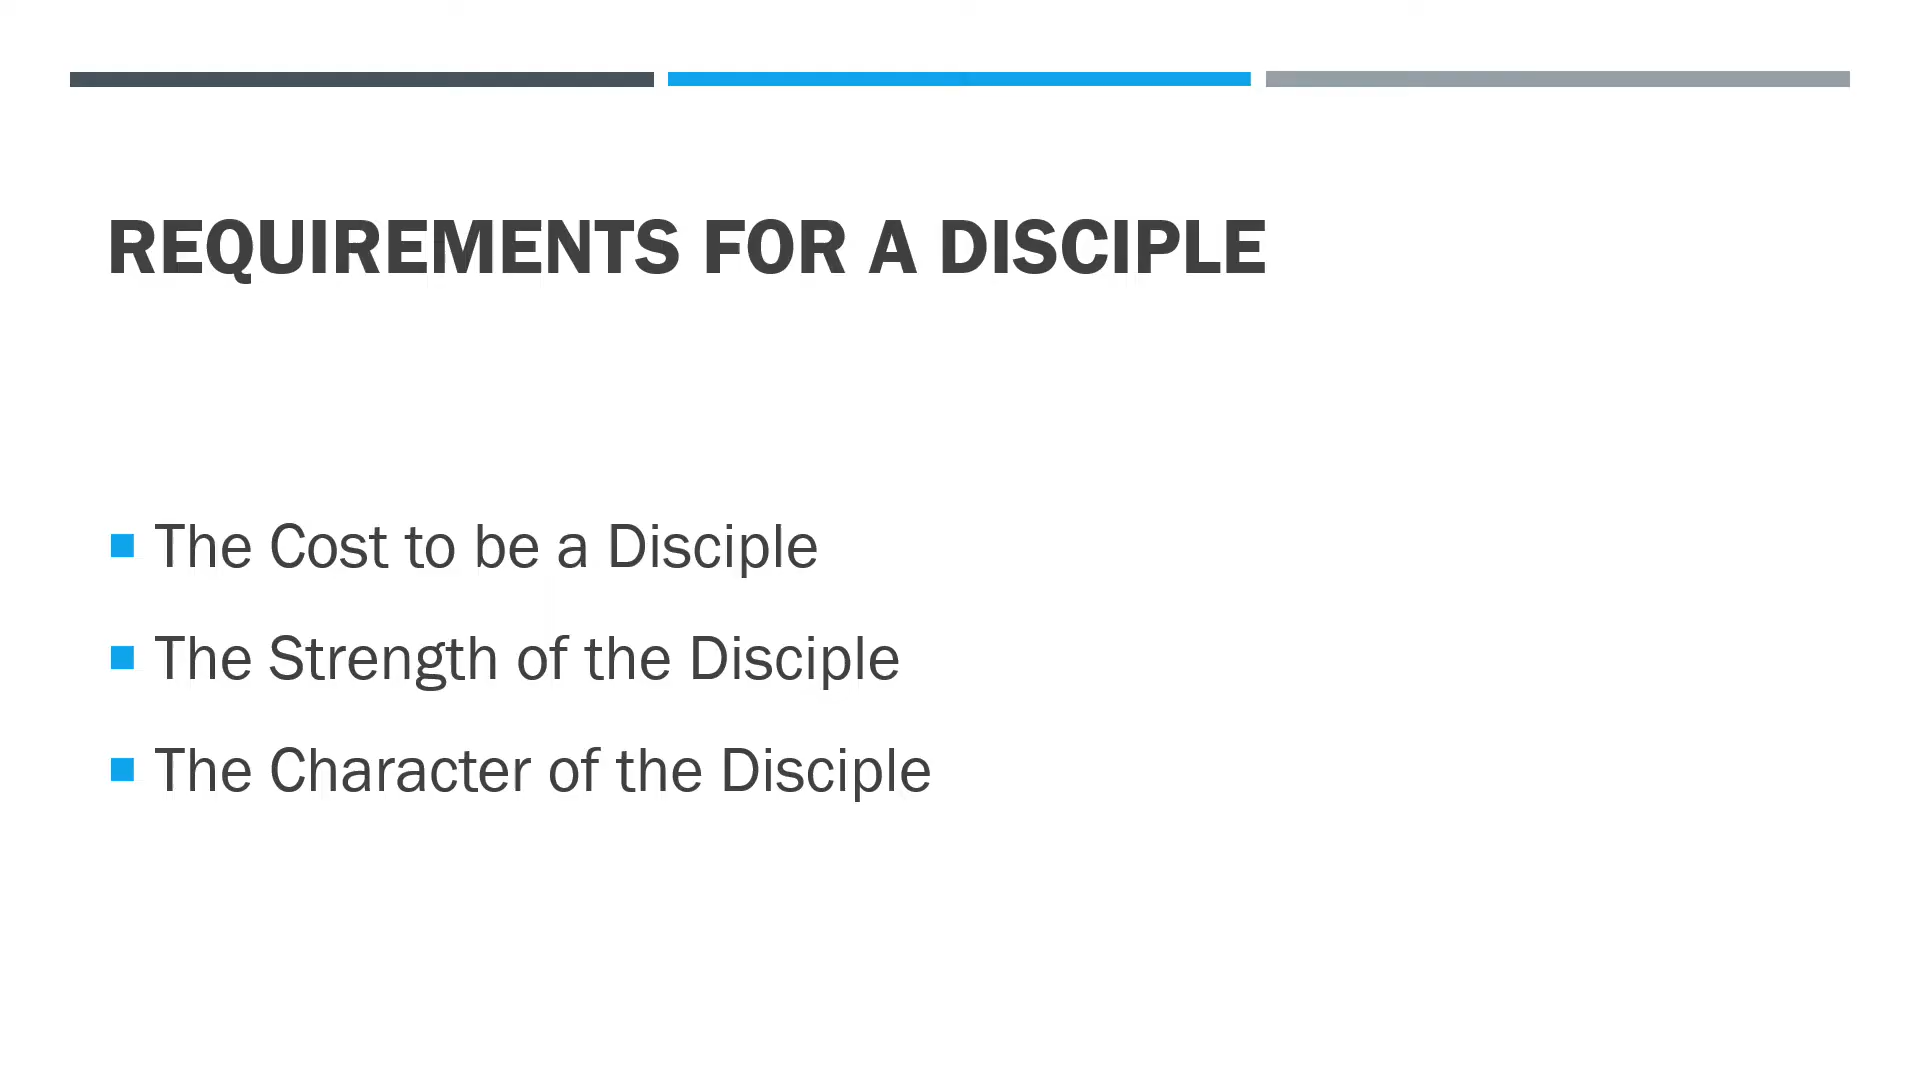 REQUIREMENTS FOR A DISCIPLE
The Cost to be a Disciple
The Strength of the Disciple
The Character of the Disciple